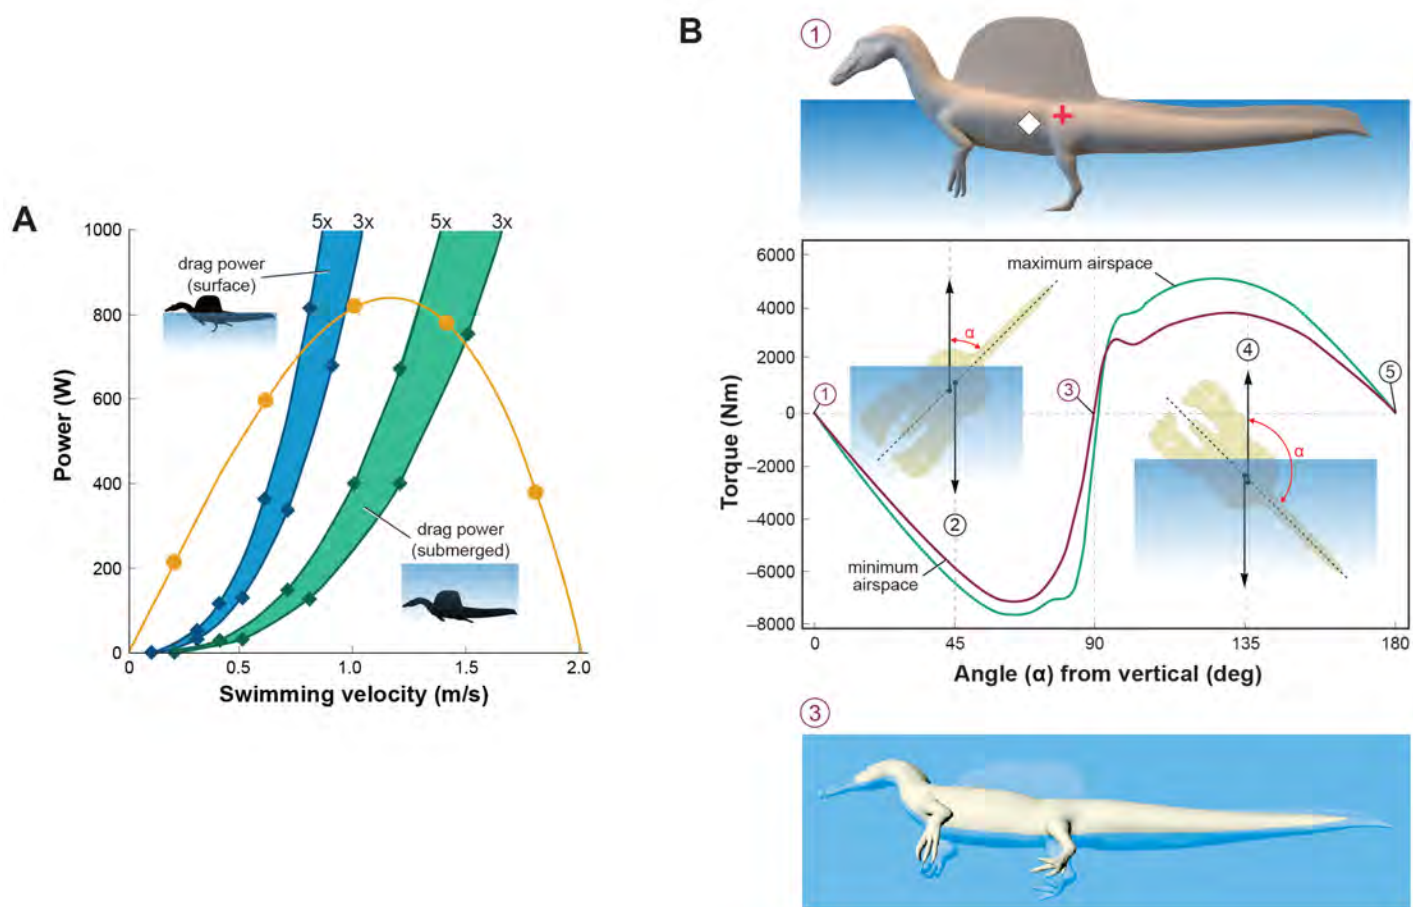 A
5x 3x 5x 3x
1000
drag power
(surface)
800
Power (W)
600
400
drag power
(submerged)
200
0
0 0.5 1.0 1.5 2.0
Swimming velocity (m/s)
B
1
6000
maximum airspace
4000
α
2000
4
5
1
3
0
α
Torque (Nm)
–2000
–4000
2
minimum
airspace
–6000
–8000
0 45 90 135 180
Angle (α) from vertical (deg)
3